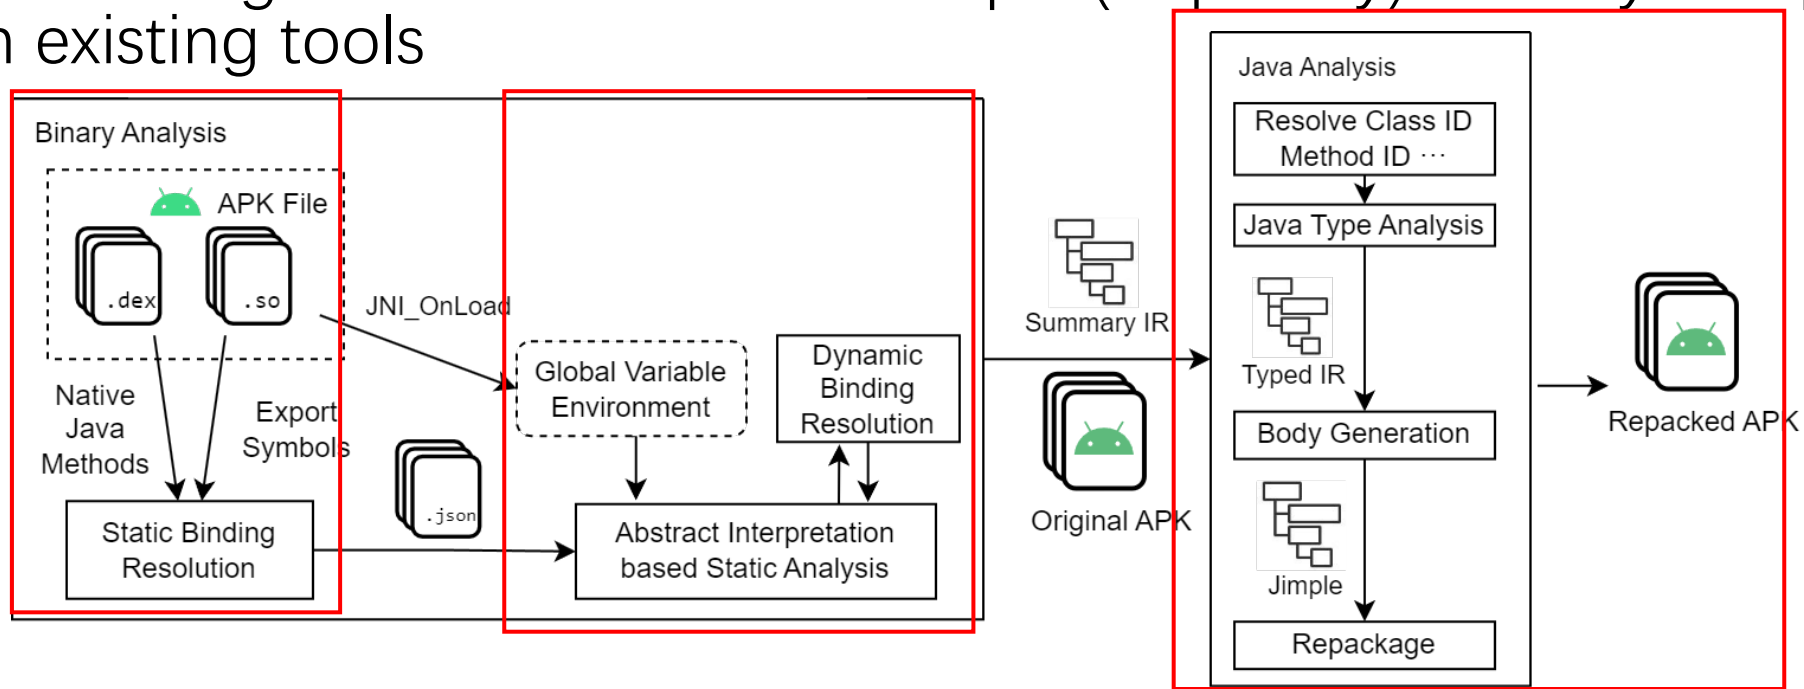 existing tools
Binary Analysis
APK File
.dex
.so
JNI_OnLoad
Native
Java
Methods
Export
Symbols
Static Binding
Resolution
.json
Global Variable
Environment
Dynamic
Binding
Resolution
Abstract Interpretation
based Static Analysis
Summary IR
Original APK
Java Analysis
Resolve Class ID
Method ID ···
Java Type Analysis
Typed IR
Body Generation
Jimple
Repackage
Repacked APK